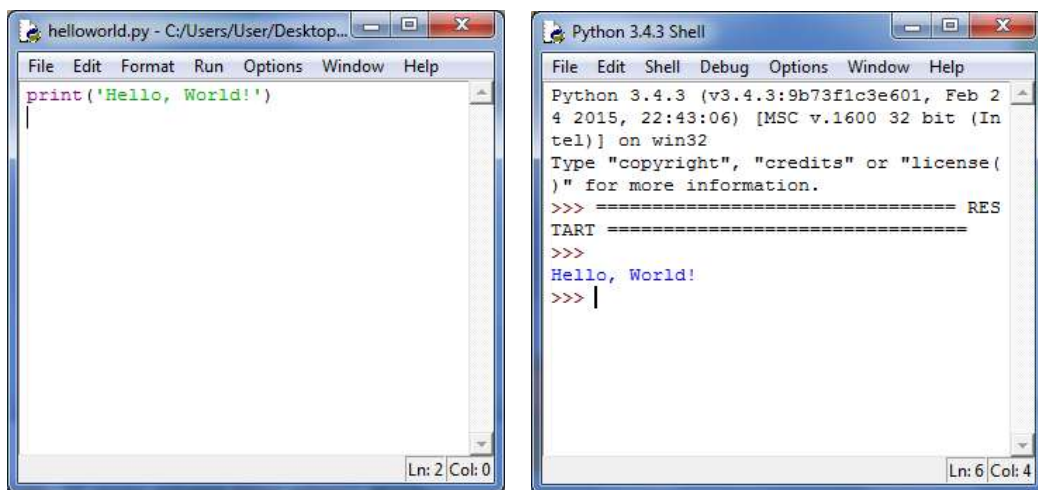 helloworld.py - C:/Users/User/Desktop...
File Edit Format Run Options Window Help
print('Hello, World!')
Ln: 2 Col: 0
Python 3.4.3 Shell
File Edit Shell Debug Options Window Help
Python 3.4.3 (v3.4.3:9b73f1c3e601, Feb 2
4 2015, 22:43:06) [MSC v.1600 32 bit (In
tel)] on win32
Type "copyright", "credits" or "license(
)" for more information.
>>> ================================ RES
TART ================================
>>>
Hello, World!
>>>
Ln: 6 Col: 4